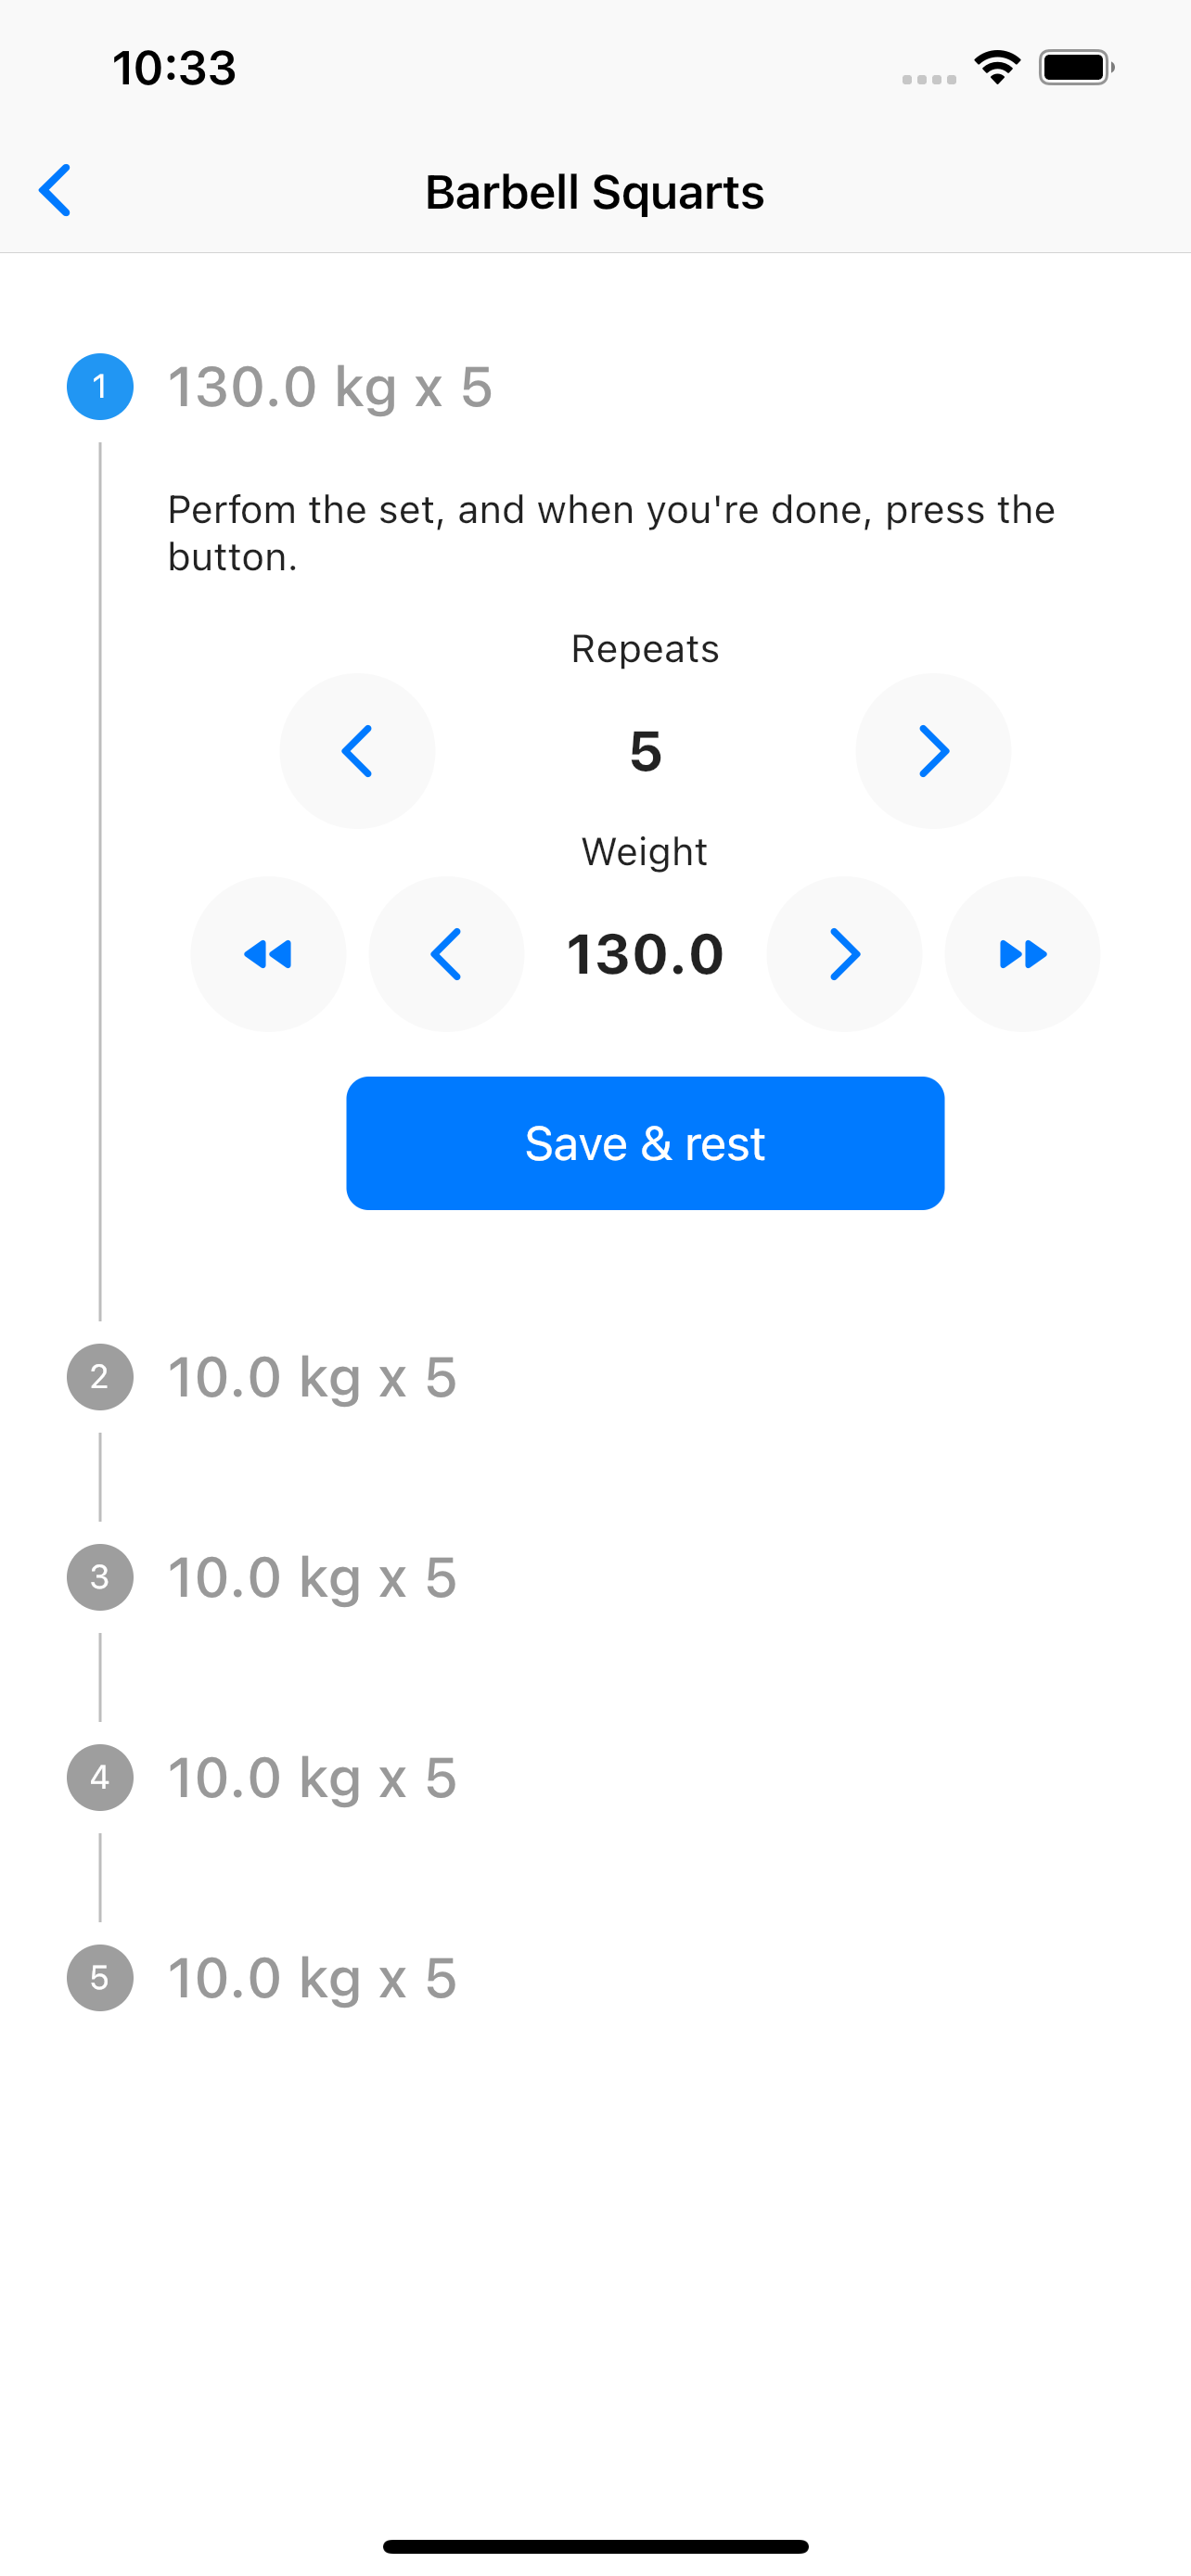 10:33
Barbell Squarts
1 130.0 kg x 5
Perfom the set, and when you're done, press the
button.
Repeats
5
Weight
130.0
Save & rest
2 10.0 kg x 5
3 10.0 kg x 5
4 10.0 kg x 5
5 10.0 kg x 5